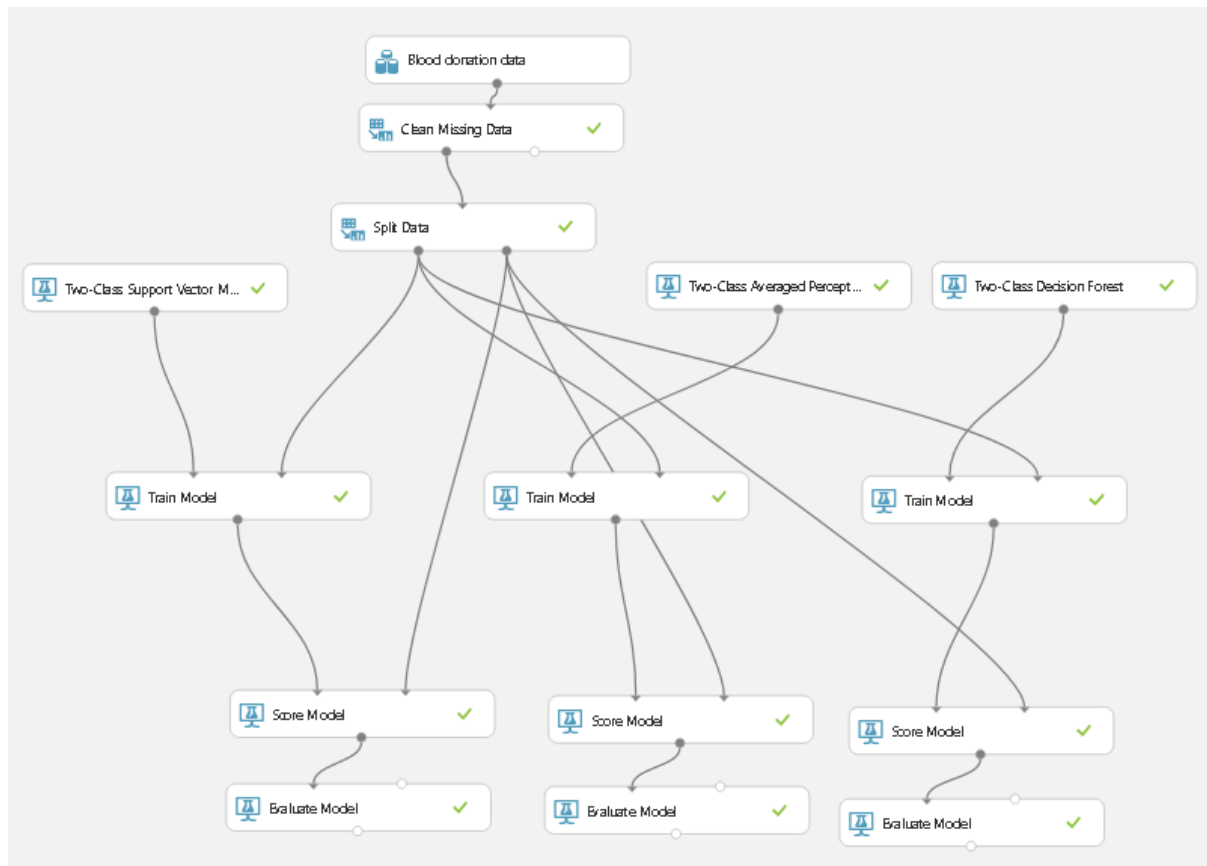 Blood donation data
Clean Missing Data
Split Data
Two-Class Support Vector M...
Two-Class Averaged Percept...
Two-Class Decision Forest
Train Model
Train Model
Train Model
Score Model
Score Model
Score Model
Evaluate Model
Evaluate Model
Evaluate Model